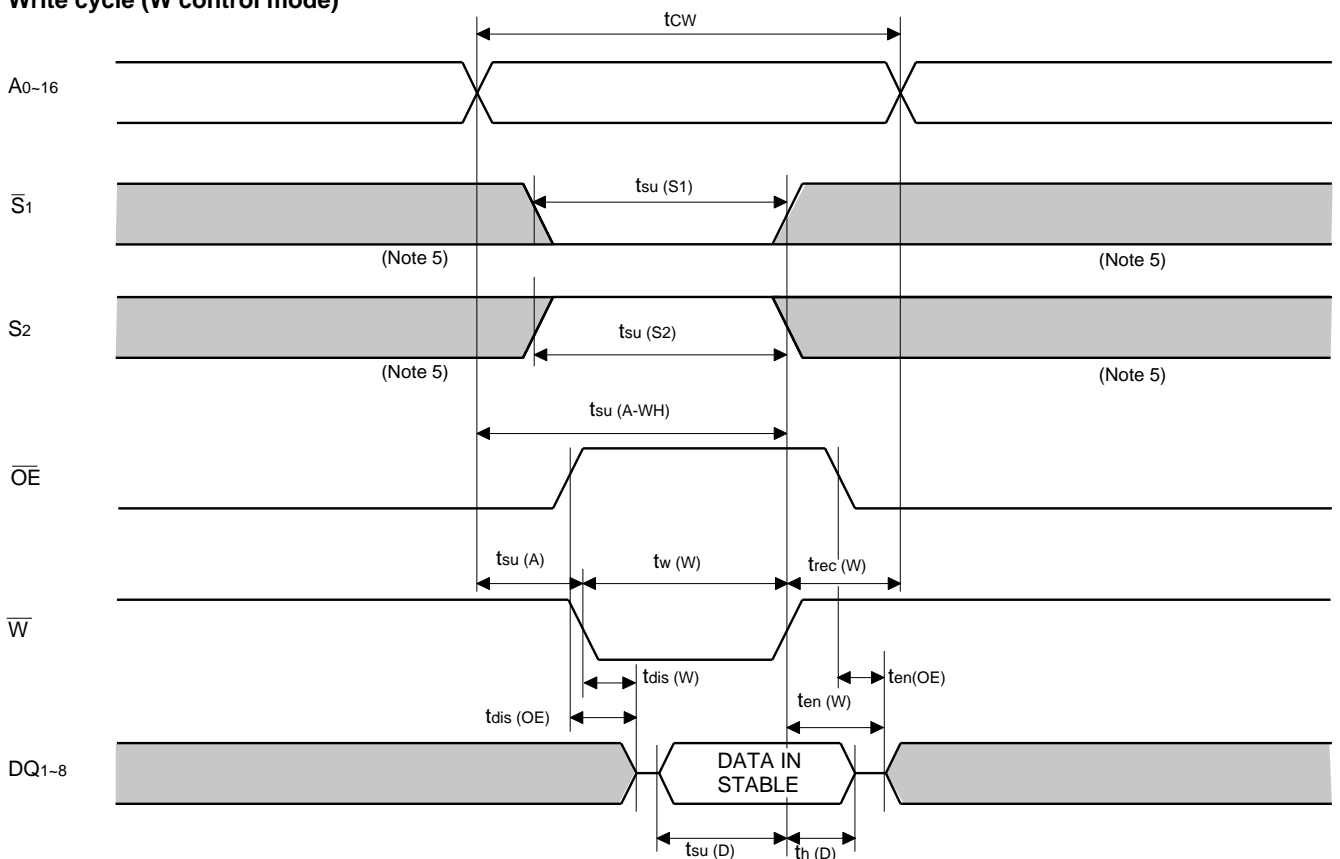 Write cycle (W control mode)
tCW
A0~16
S̅1
tsu (S1)
(Note 5)
(Note 5)
S2
tsu (S2)
(Note 5)
(Note 5)
tsu (A-WH)
O̅E̅
tsu (A)
tw (W)
trec (W)
W̅
tdis (W)
ten(OE)
ten (W)
tdis (OE)
DQ1~8
DATA IN
STABLE
tsu (D)
th (D)